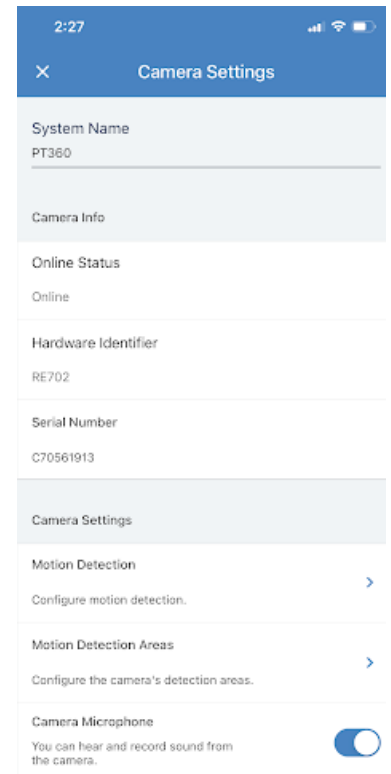 2:27
Camera Settings
System Name
PT360
Camera Info
Online Status
Online
Hardware Identifier
RE702
Serial Number
C70561913
Camera Settings
Motion Detection
Configure motion detection.
Motion Detection Areas
Configure the camera's detection areas.
Camera Microphone
You can hear and record sound from
the camera.